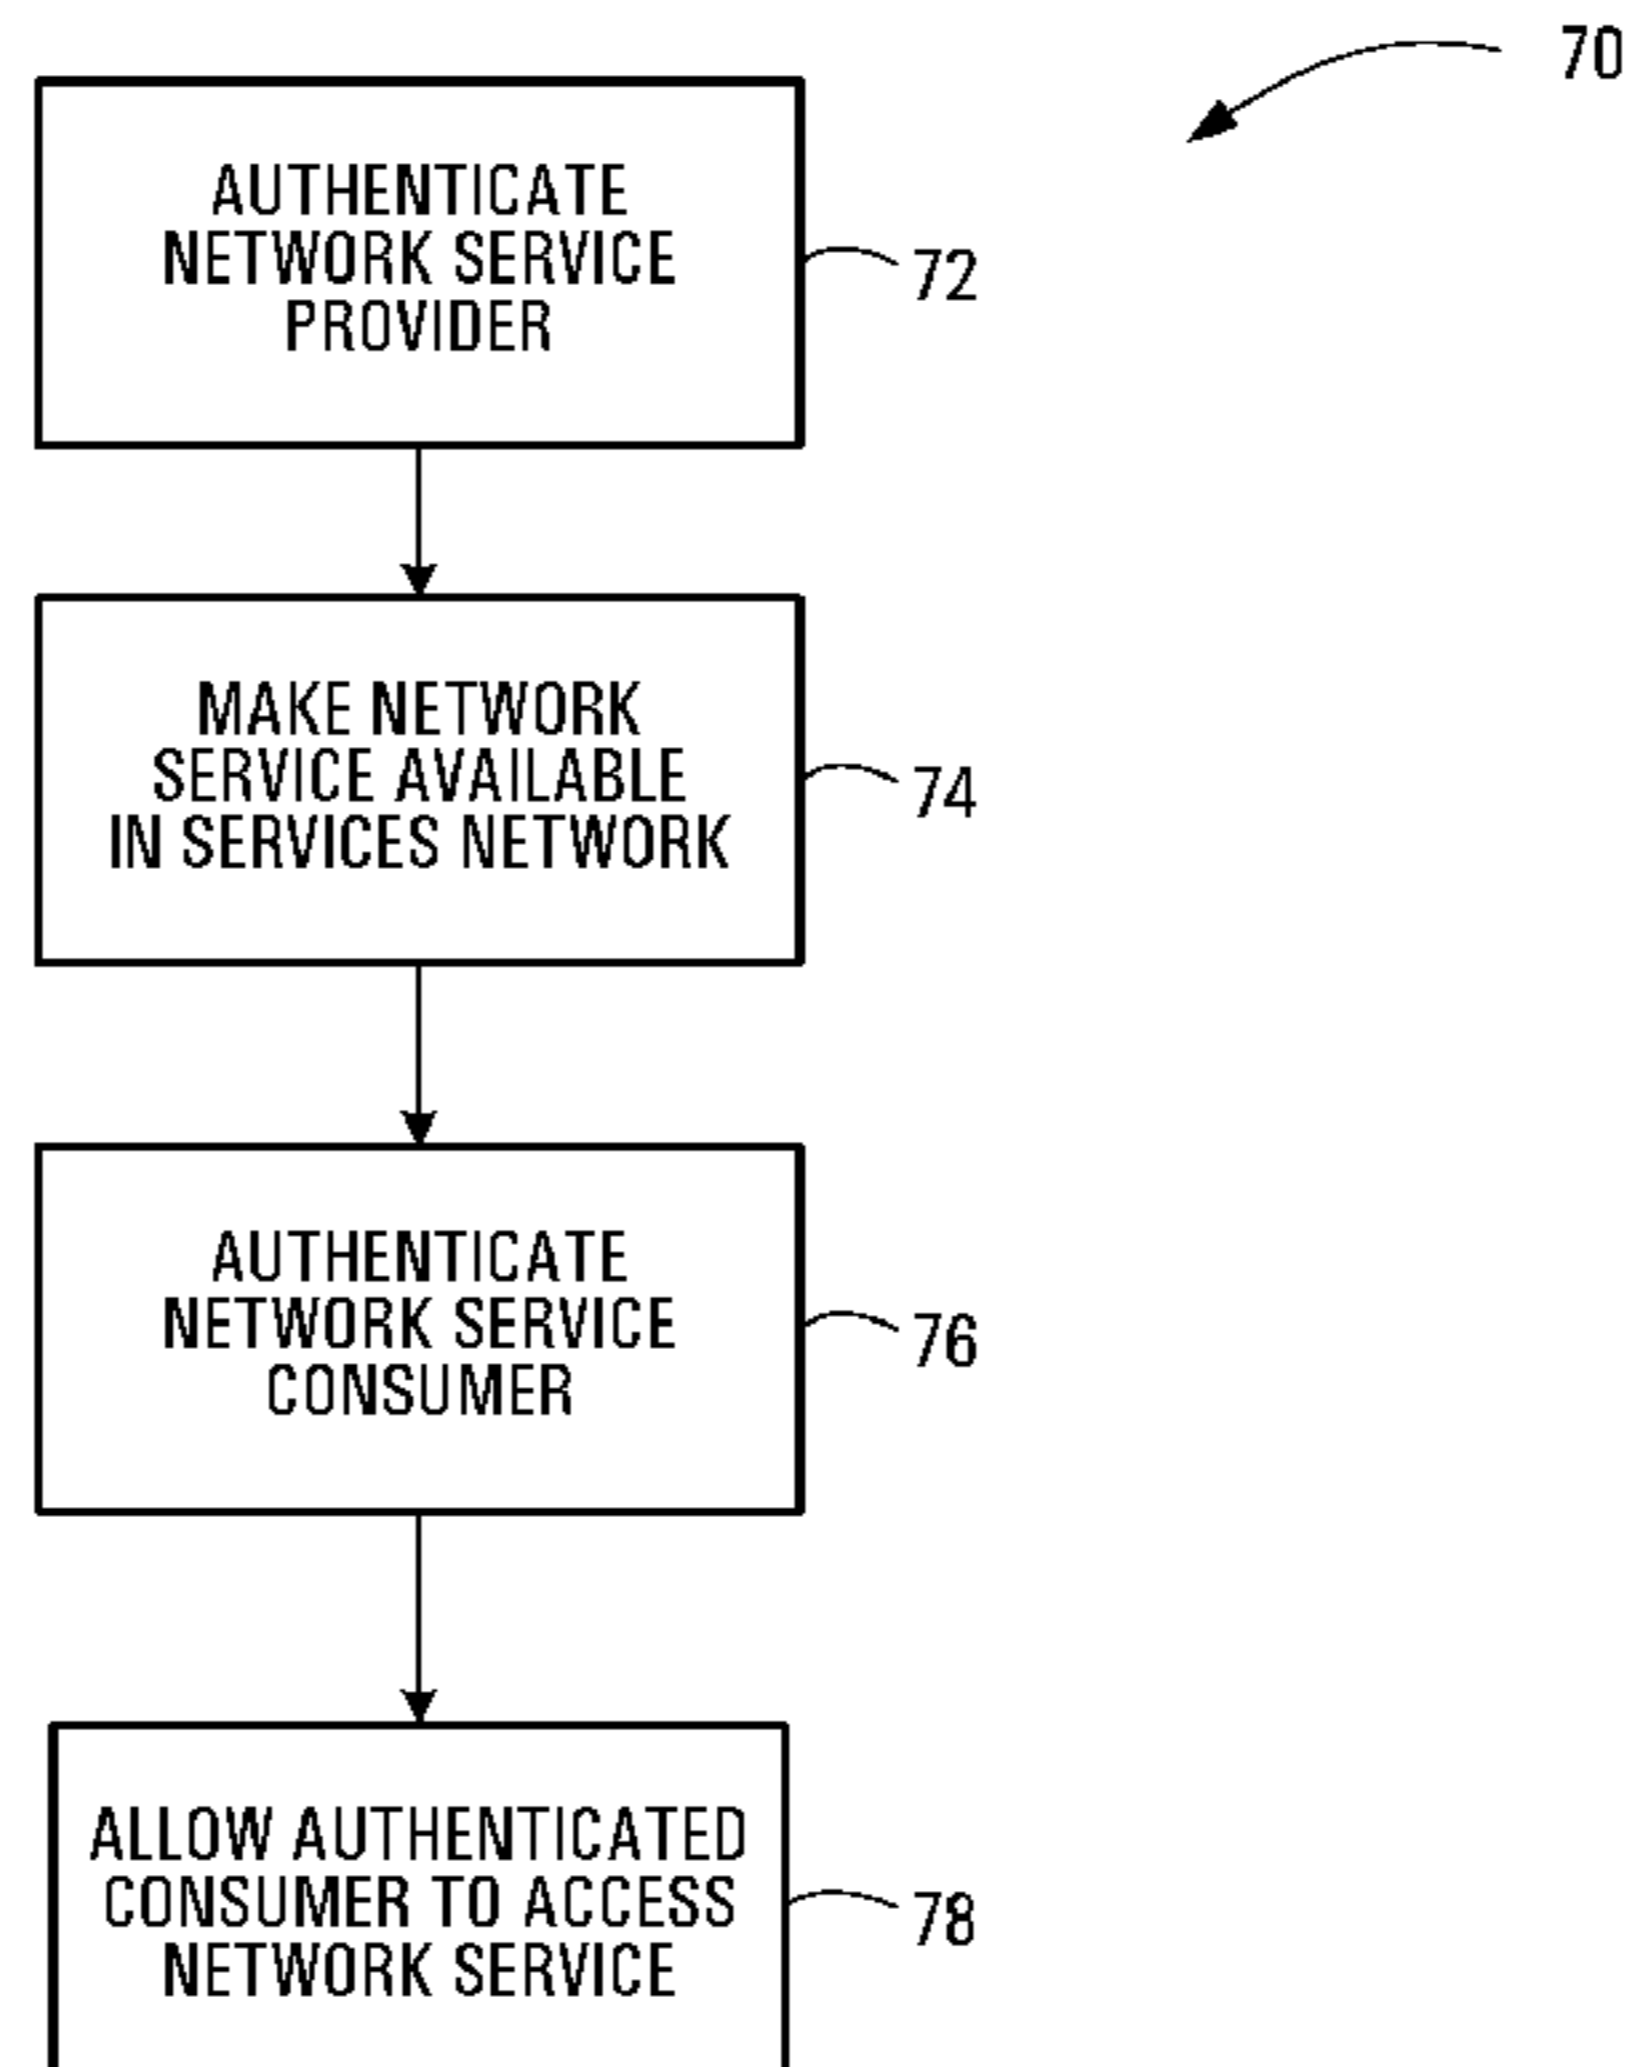 70
AUTHENTICATE
NETWORK SERVICE
PROVIDER
72
MAKE NETWORK
SERVICE AVAILABLE
IN SERVICES NETWORK
74
AUTHENTICATE
NETWORK SERVICE
CONSUMER
76
ALLOW AUTHENTICATED
CONSUMER TO ACCESS
NETWORK SERVICE
78